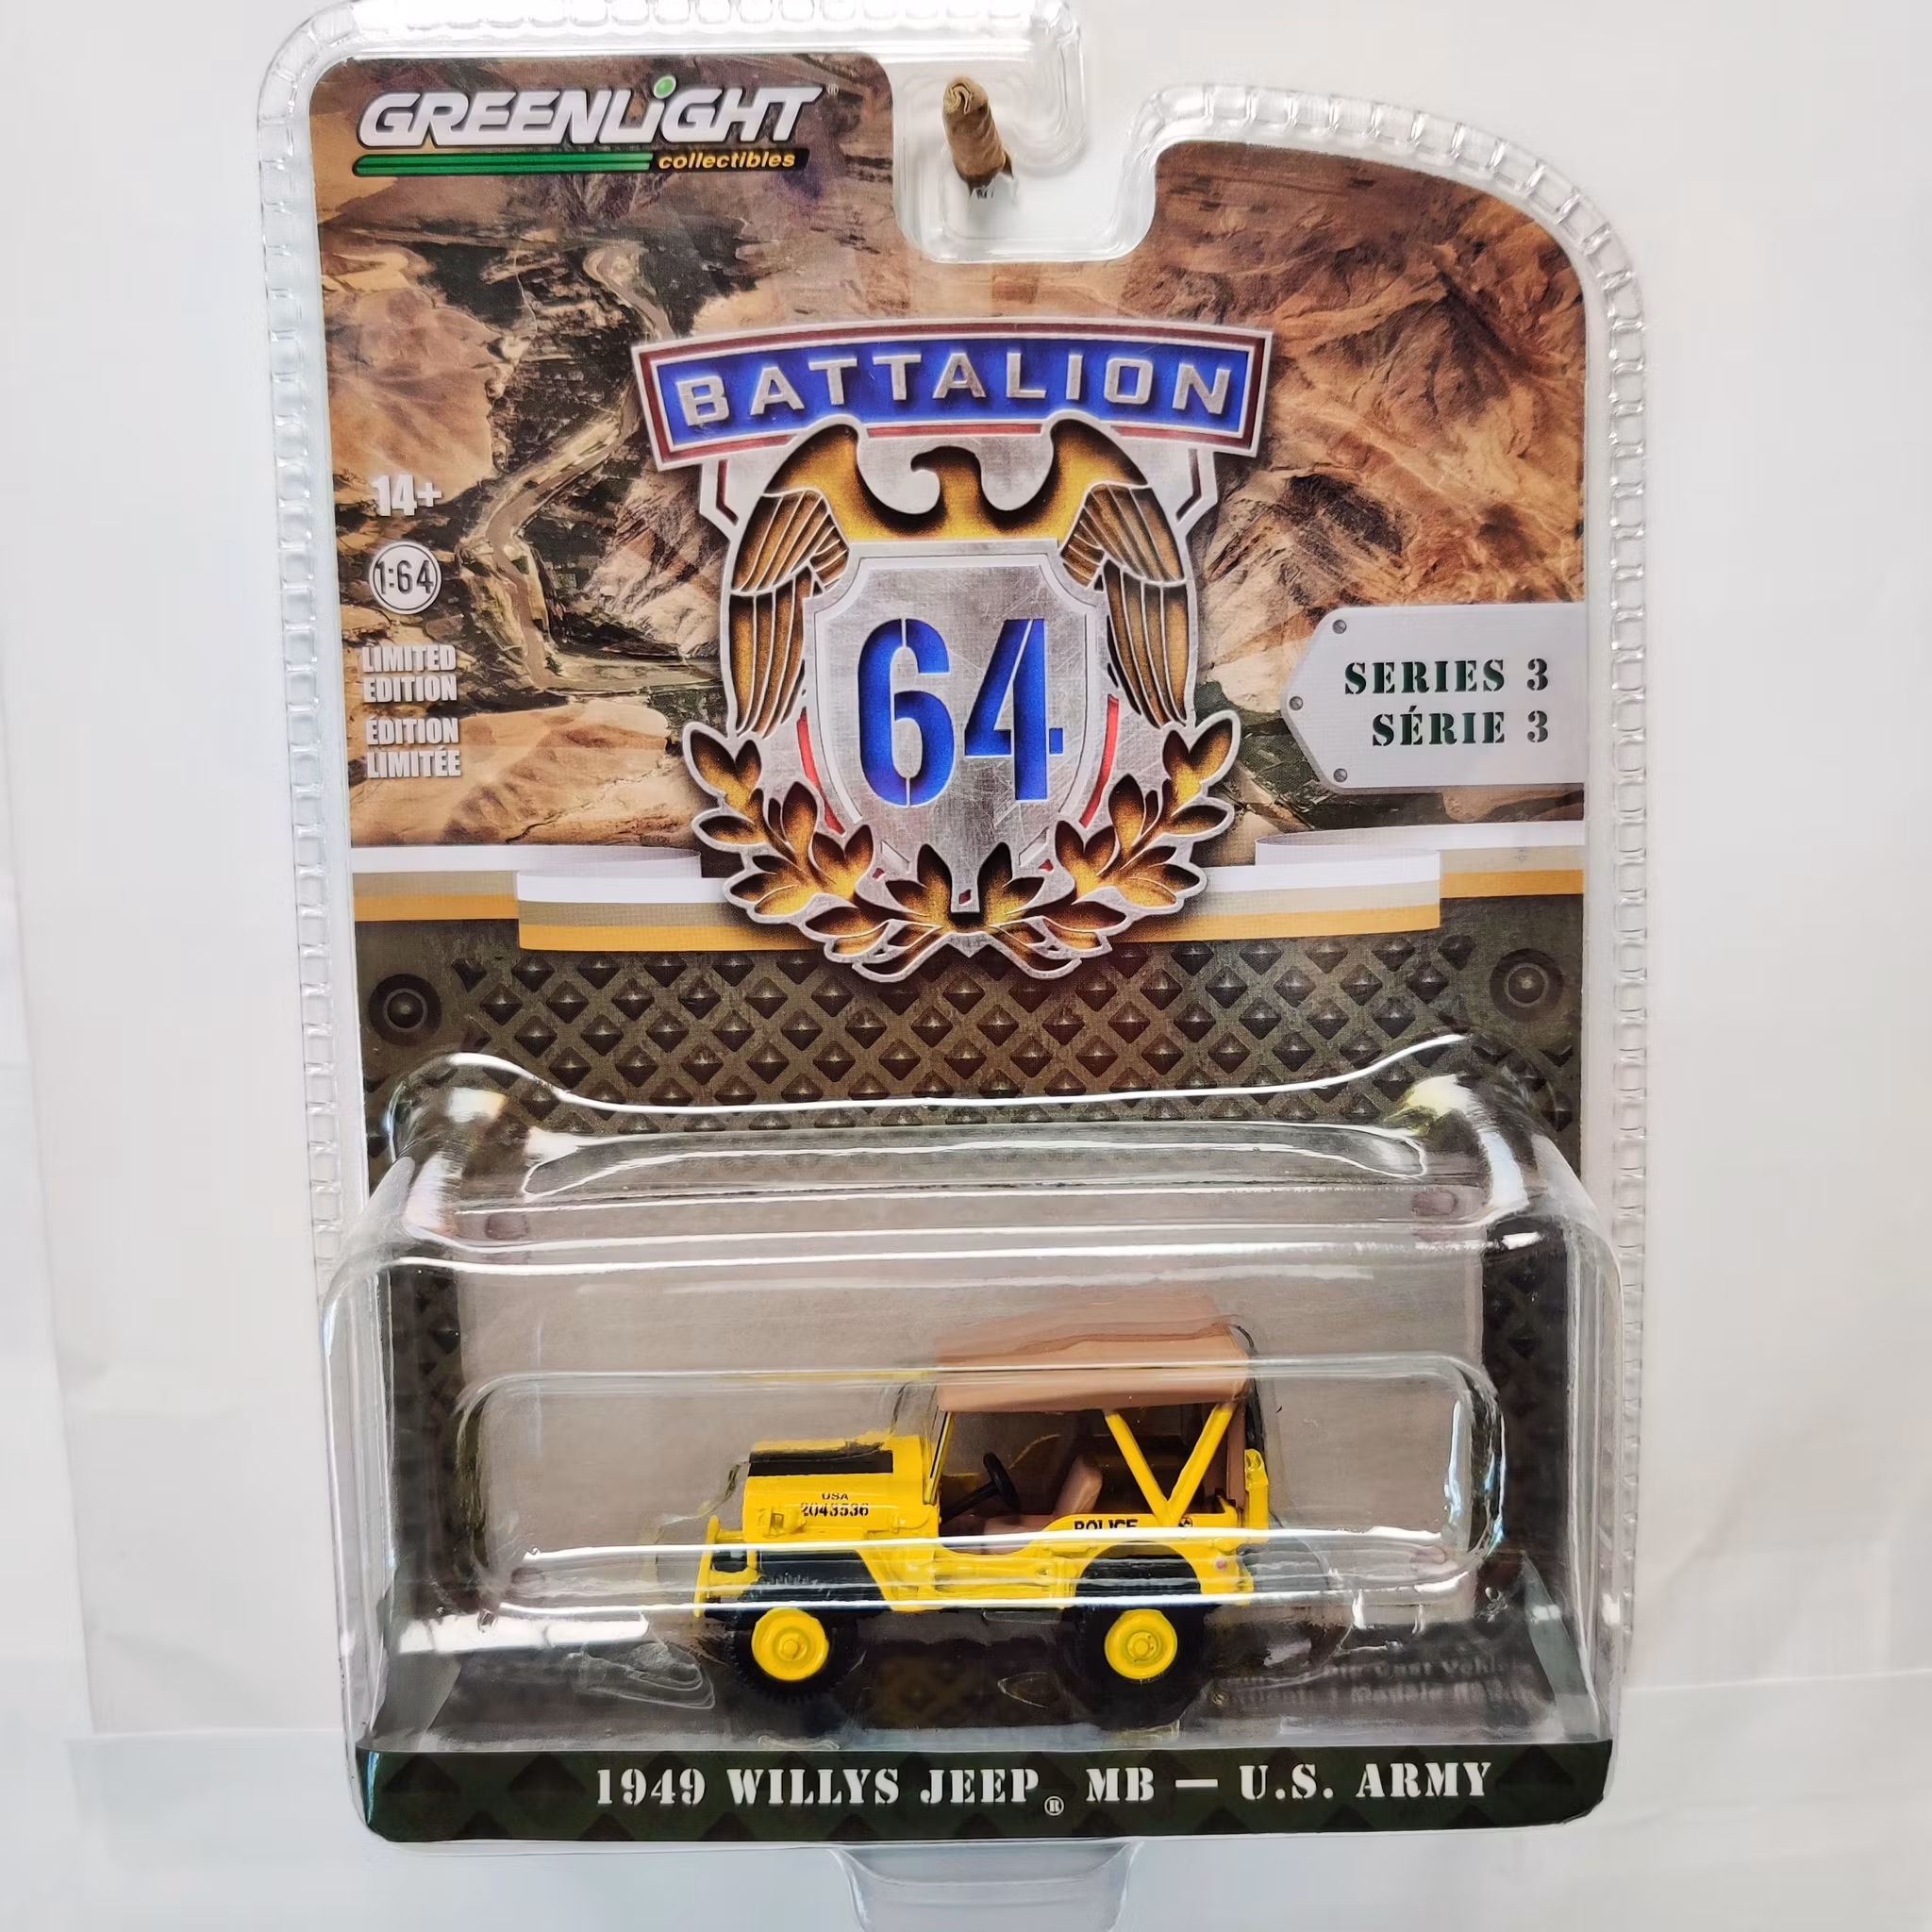 GREENLiGHT®
collectibles
BATTALION
14+
1:64
64
LIMITED
EDITION
ÉDITION
LIMITÉE
SERIES 3
SÉRIE 3
USA
2043536
POLICE
1949 WILLYS JEEP® MB — U.S. ARMY